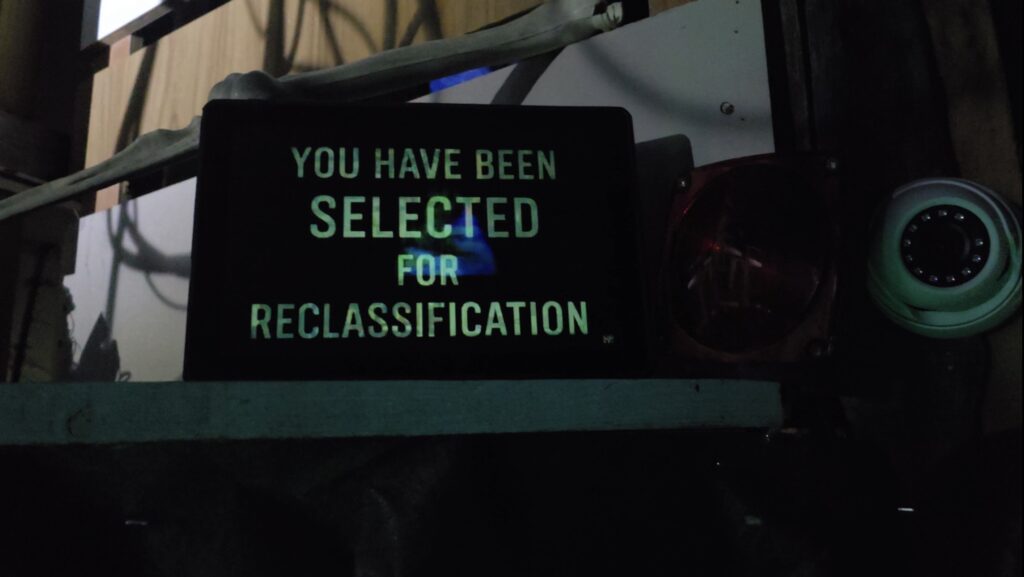 YOU HAVE BEEN
SELECTED
FOR
RECLASSIFICATION